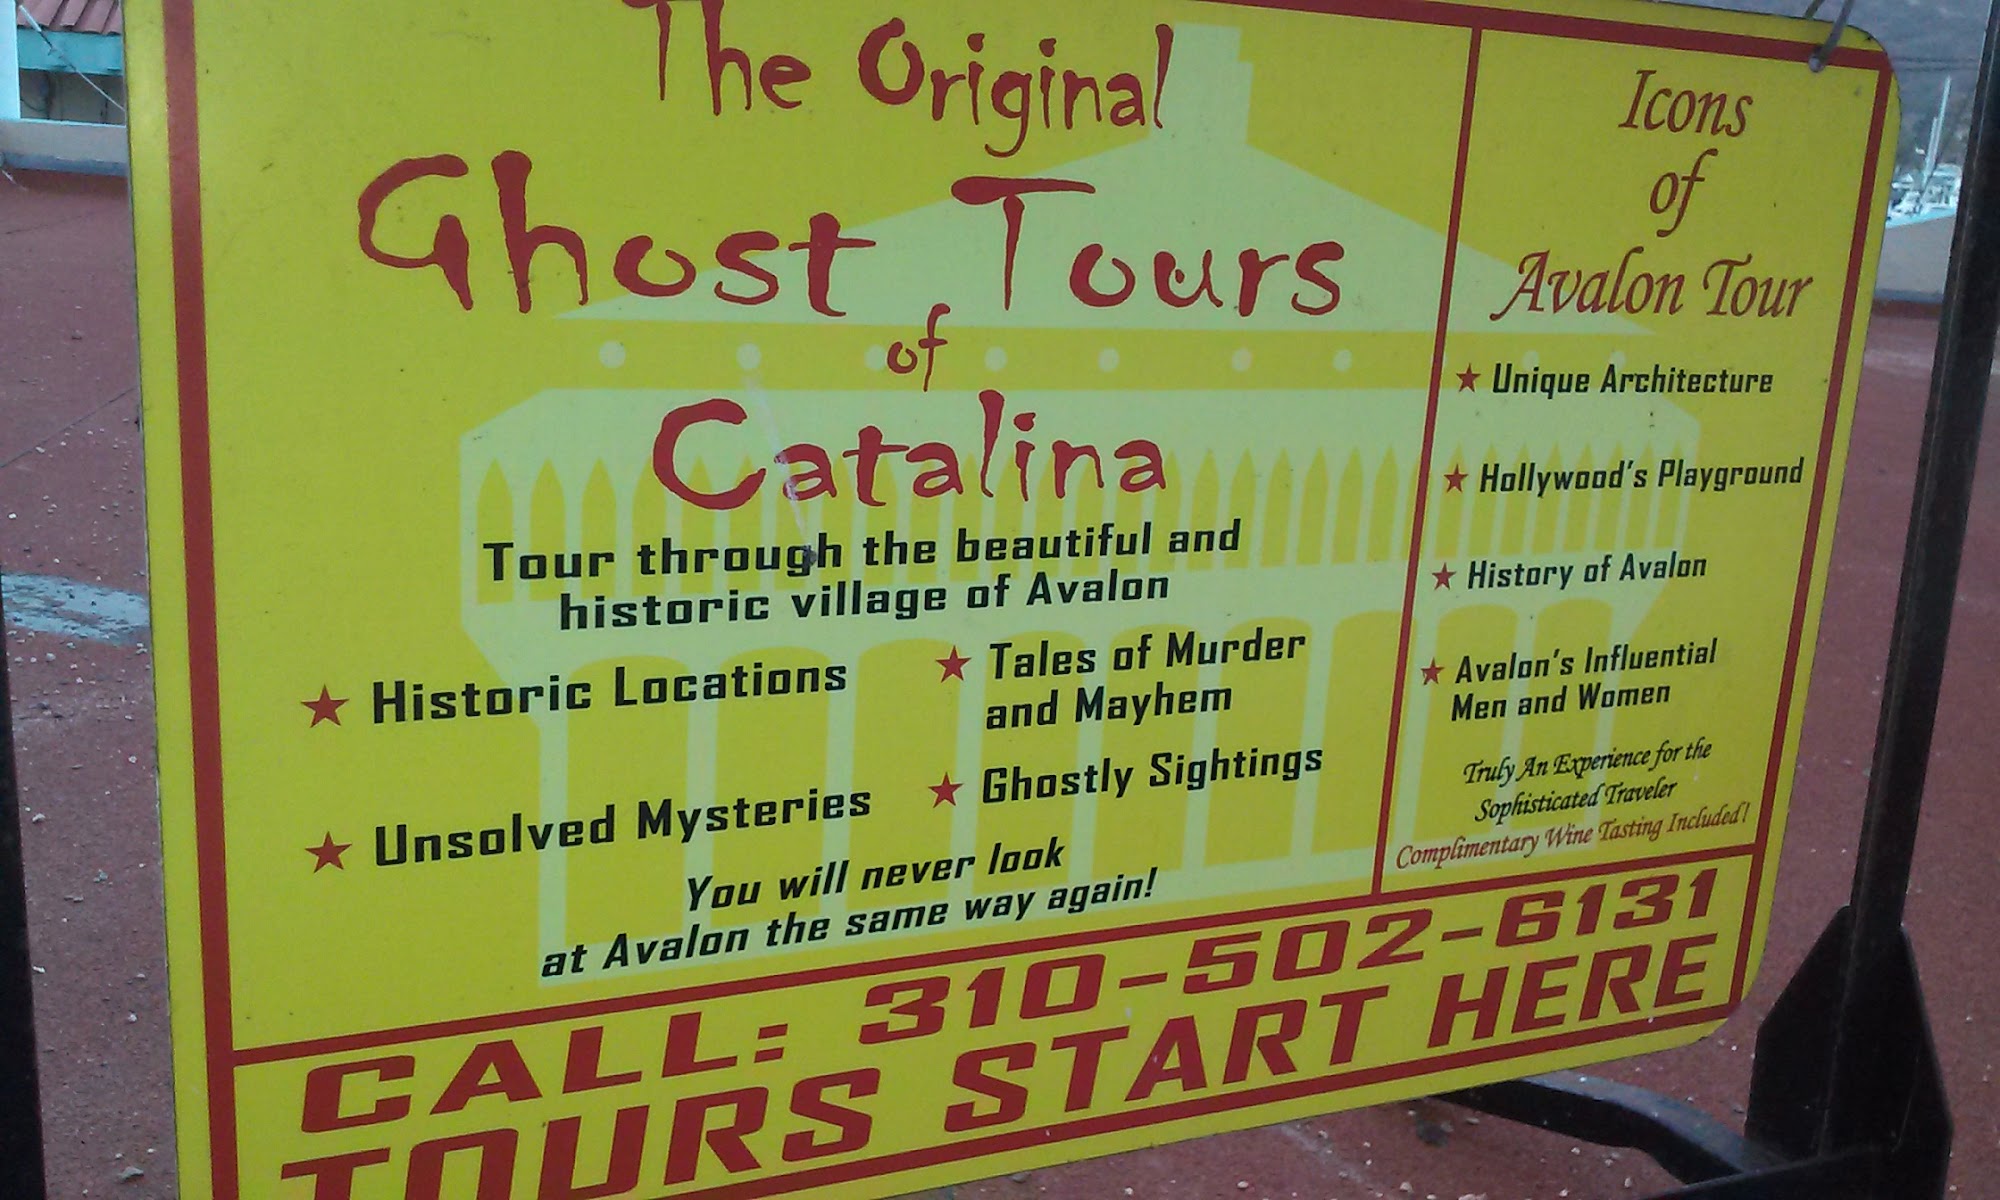 The Original
Ghost Tours
of
Catalina
Tour through the beautiful and
historic village of Avalon
★ Historic Locations
★ Tales of Murder
and Mayhem
★ Unsolved Mysteries
★ Ghostly Sightings
You will never look
at Avalon the same way again!
Icons
of
Avalon Tour
★ Unique Architecture
★ Hollywood's Playground
★ History of Avalon
★ Avalon's Influential
Men and Women
Truly An Experience for the
Sophisticated Traveler
Complimentary Wine Tasting Included!
CALL: 310-502-6131
TOURS START HERE